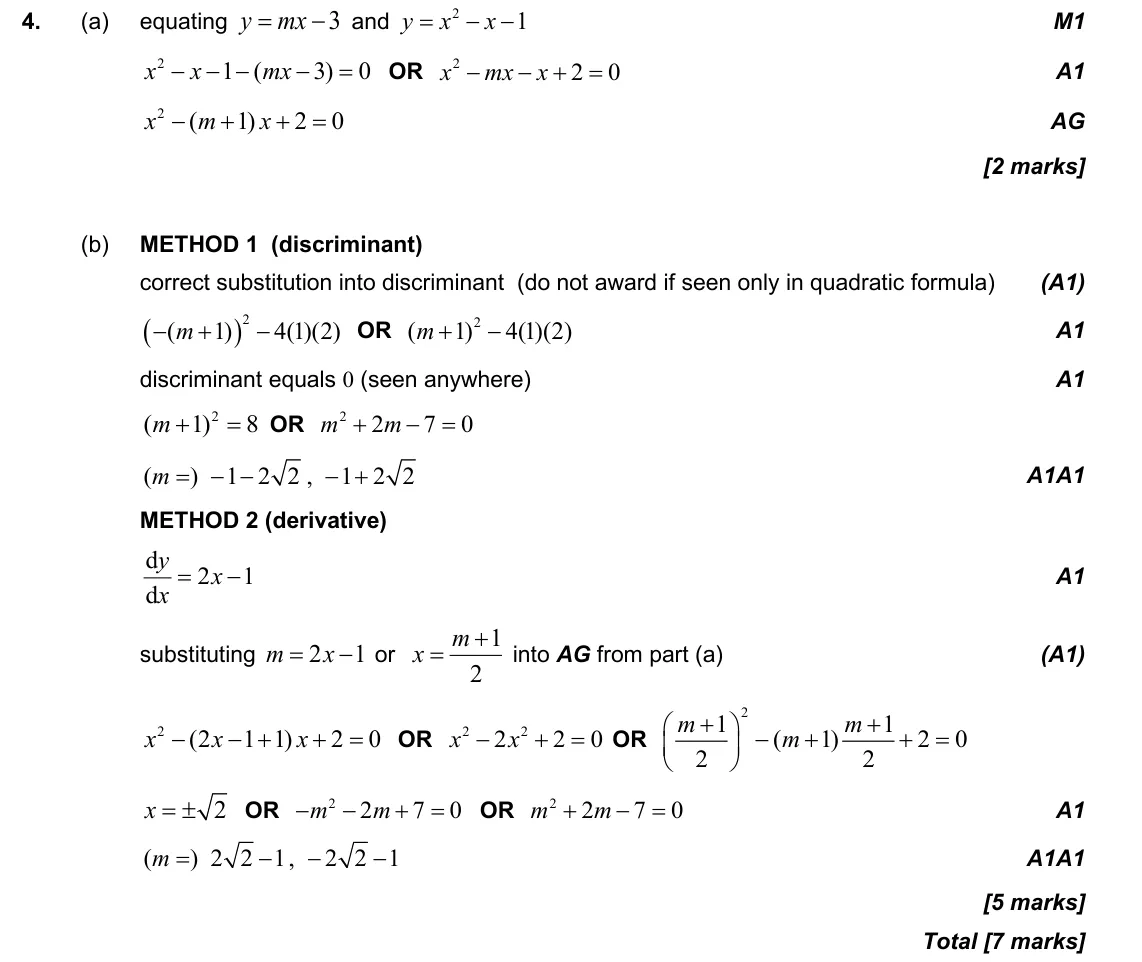 4. (a) equating y = mx − 3 and y = x² − x − 1 M1
x² − x − 1 − (mx − 3) = 0 OR x² − mx − x + 2 = 0 A1
x² − (m + 1)x + 2 = 0 AG
[2 marks]
(b) METHOD 1 (discriminant)
correct substitution into discriminant (do not award if seen only in quadratic formula) (A1)
(−(m + 1))² − 4(1)(2) OR (m + 1)² − 4(1)(2) A1
discriminant equals 0 (seen anywhere) A1
(m + 1)² = 8 OR m² + 2m − 7 = 0
(m =) −1 − 2√2 , −1 + 2√2 A1A1
METHOD 2 (derivative)
dy/dx = 2x − 1 A1
substituting m = 2x − 1 or x = (m + 1)/2 into AG from part (a) (A1)
x² − (2x − 1 + 1)x + 2 = 0 OR x² − 2x² + 2 = 0 OR ((m + 1)/2)² − (m + 1)(m + 1)/2 + 2 = 0
x = ±√2 OR −m² − 2m + 7 = 0 OR m² + 2m − 7 = 0 A1
(m =) 2√2 − 1, −2√2 − 1 A1A1
[5 marks]
Total [7 marks]